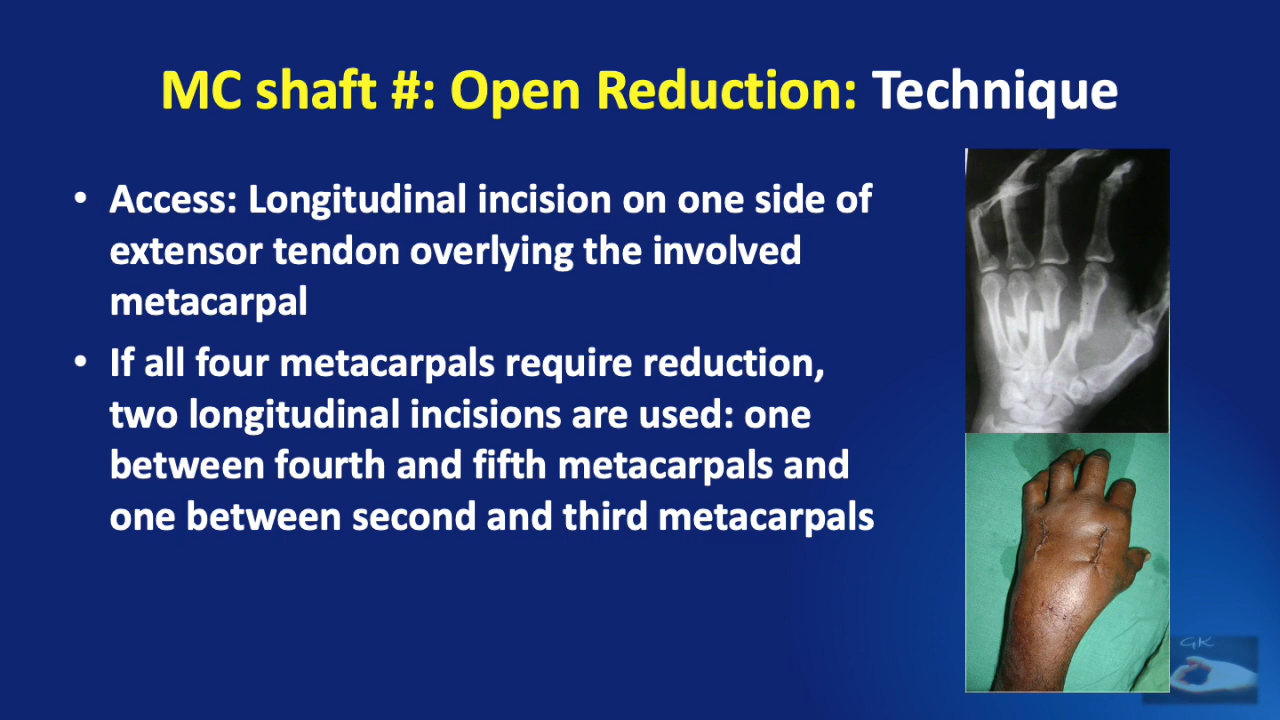 MC shaft #: Open Reduction: Technique
• Access: Longitudinal incision on one side of
extensor tendon overlying the involved
metacarpal
• If all four metacarpals require reduction,
two longitudinal incisions are used: one
between fourth and fifth metacarpals and
one between second and third metacarpals
GK